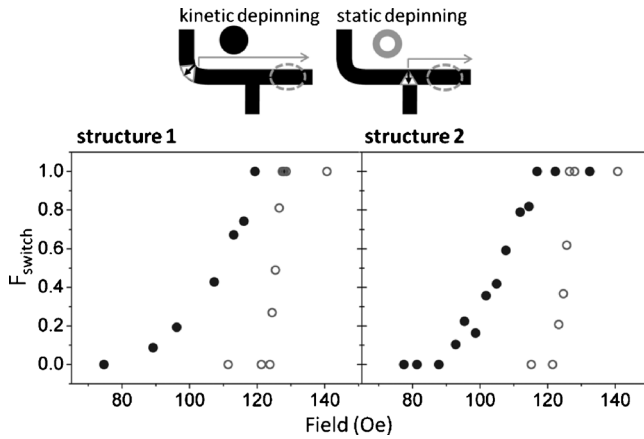 kinetic depinning static depinning
structure 1 structure 2
1.0
0.8
0.6
0.4
0.2
0.0
Fswitch
80 100 120 140 80 100 120 140
Field (Oe)